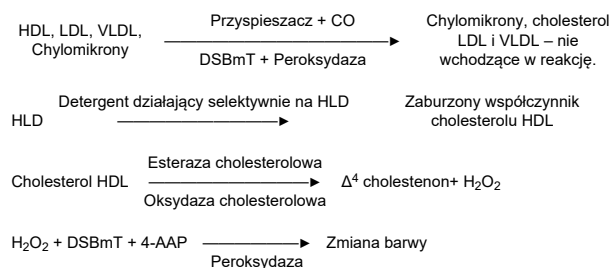 HDL, LDL, VLDL,
Chylomikrony
Przyspieszacz + CO
DSBmT + Peroksydaza
Chylomikrony, cholesterol
LDL i VLDL – nie
wchodzące w reakcję.
HLD
Detergent działający selektywnie na HLD
Zaburzony współczynnik
cholesterolu HDL
Cholesterol HDL
Esteraza cholesterolowa
Oksydaza cholesterolowa
Δ⁴ cholestenon+ H₂O₂
H₂O₂ + DSBmT + 4-AAP
Peroksydaza
Zmiana barwy